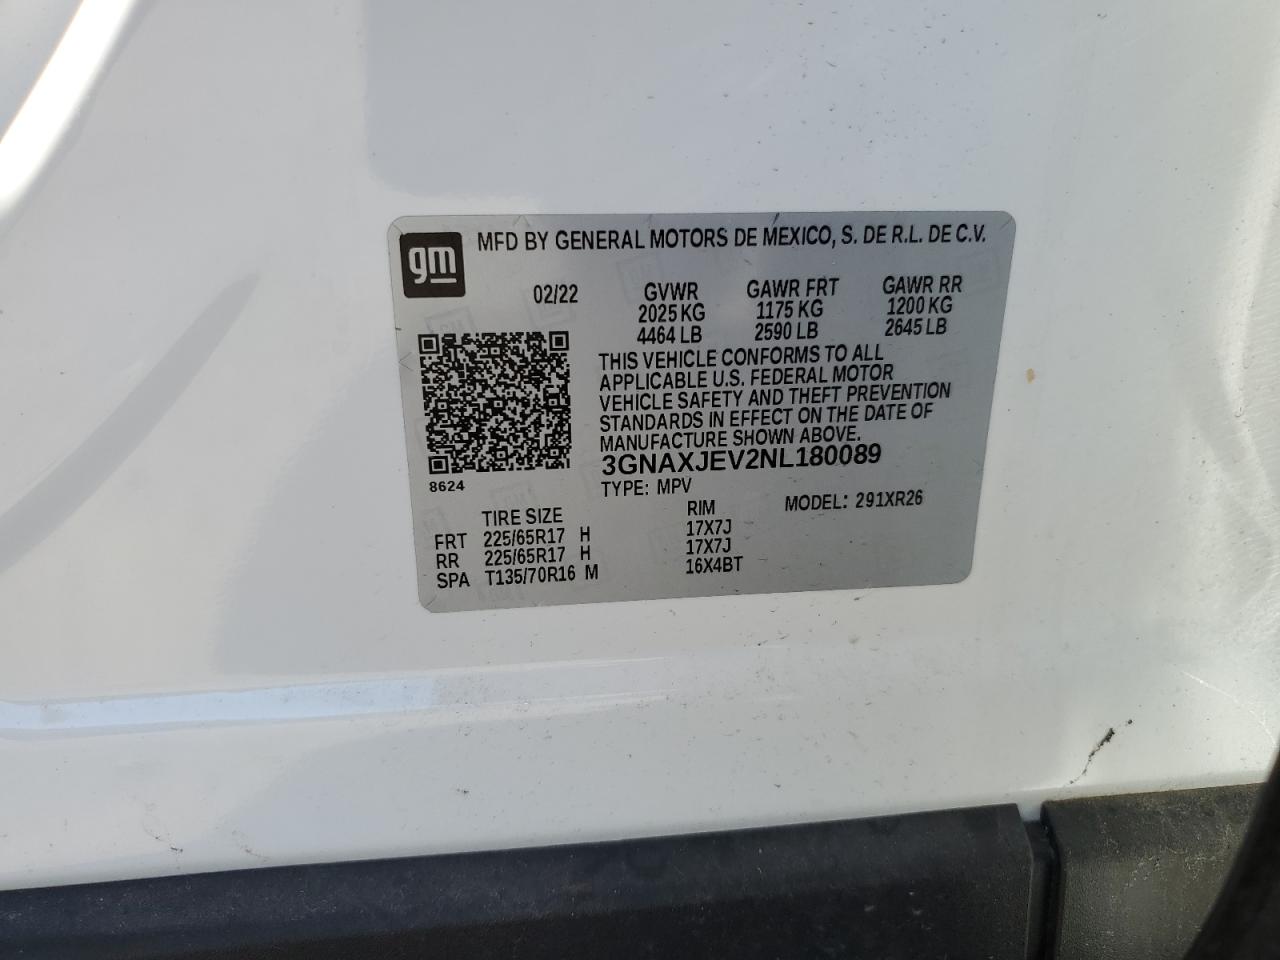 gm
MFD BY GENERAL MOTORS DE MEXICO, S. DE R.L. DE C.V.
02/22 GVWR GAWR FRT GAWR RR
2025 KG 1175 KG 1200 KG
4464 LB 2590 LB 2645 LB
THIS VEHICLE CONFORMS TO ALL
APPLICABLE U.S. FEDERAL MOTOR
VEHICLE SAFETY AND THEFT PREVENTION
STANDARDS IN EFFECT ON THE DATE OF
MANUFACTURE SHOWN ABOVE.
3GNAXJEV2NL180089
8624
TYPE: MPV MODEL: 291XR26
TIRE SIZE RIM
FRT 225/65R17 H 17X7J
RR 225/65R17 H 17X7J
SPA T135/70R16 M 16X4BT